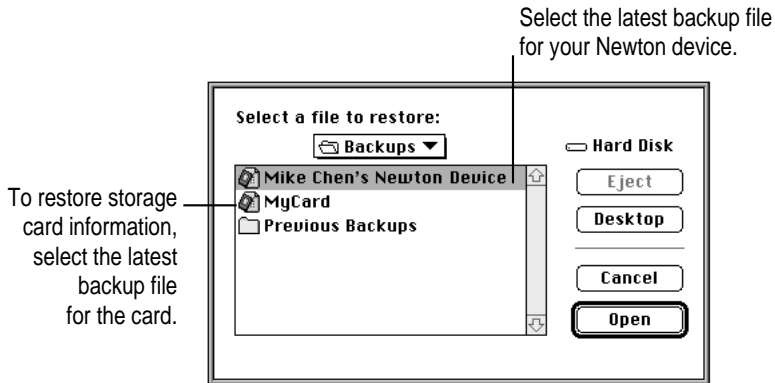 Select the latest backup file
for your Newton device.
Select a file to restore:
Backups
Hard Disk
Mike Chen's Newton Device
MyCard
Previous Backups
Eject
Desktop
Cancel
Open
To restore storage
card information,
select the latest
backup file
for the card.